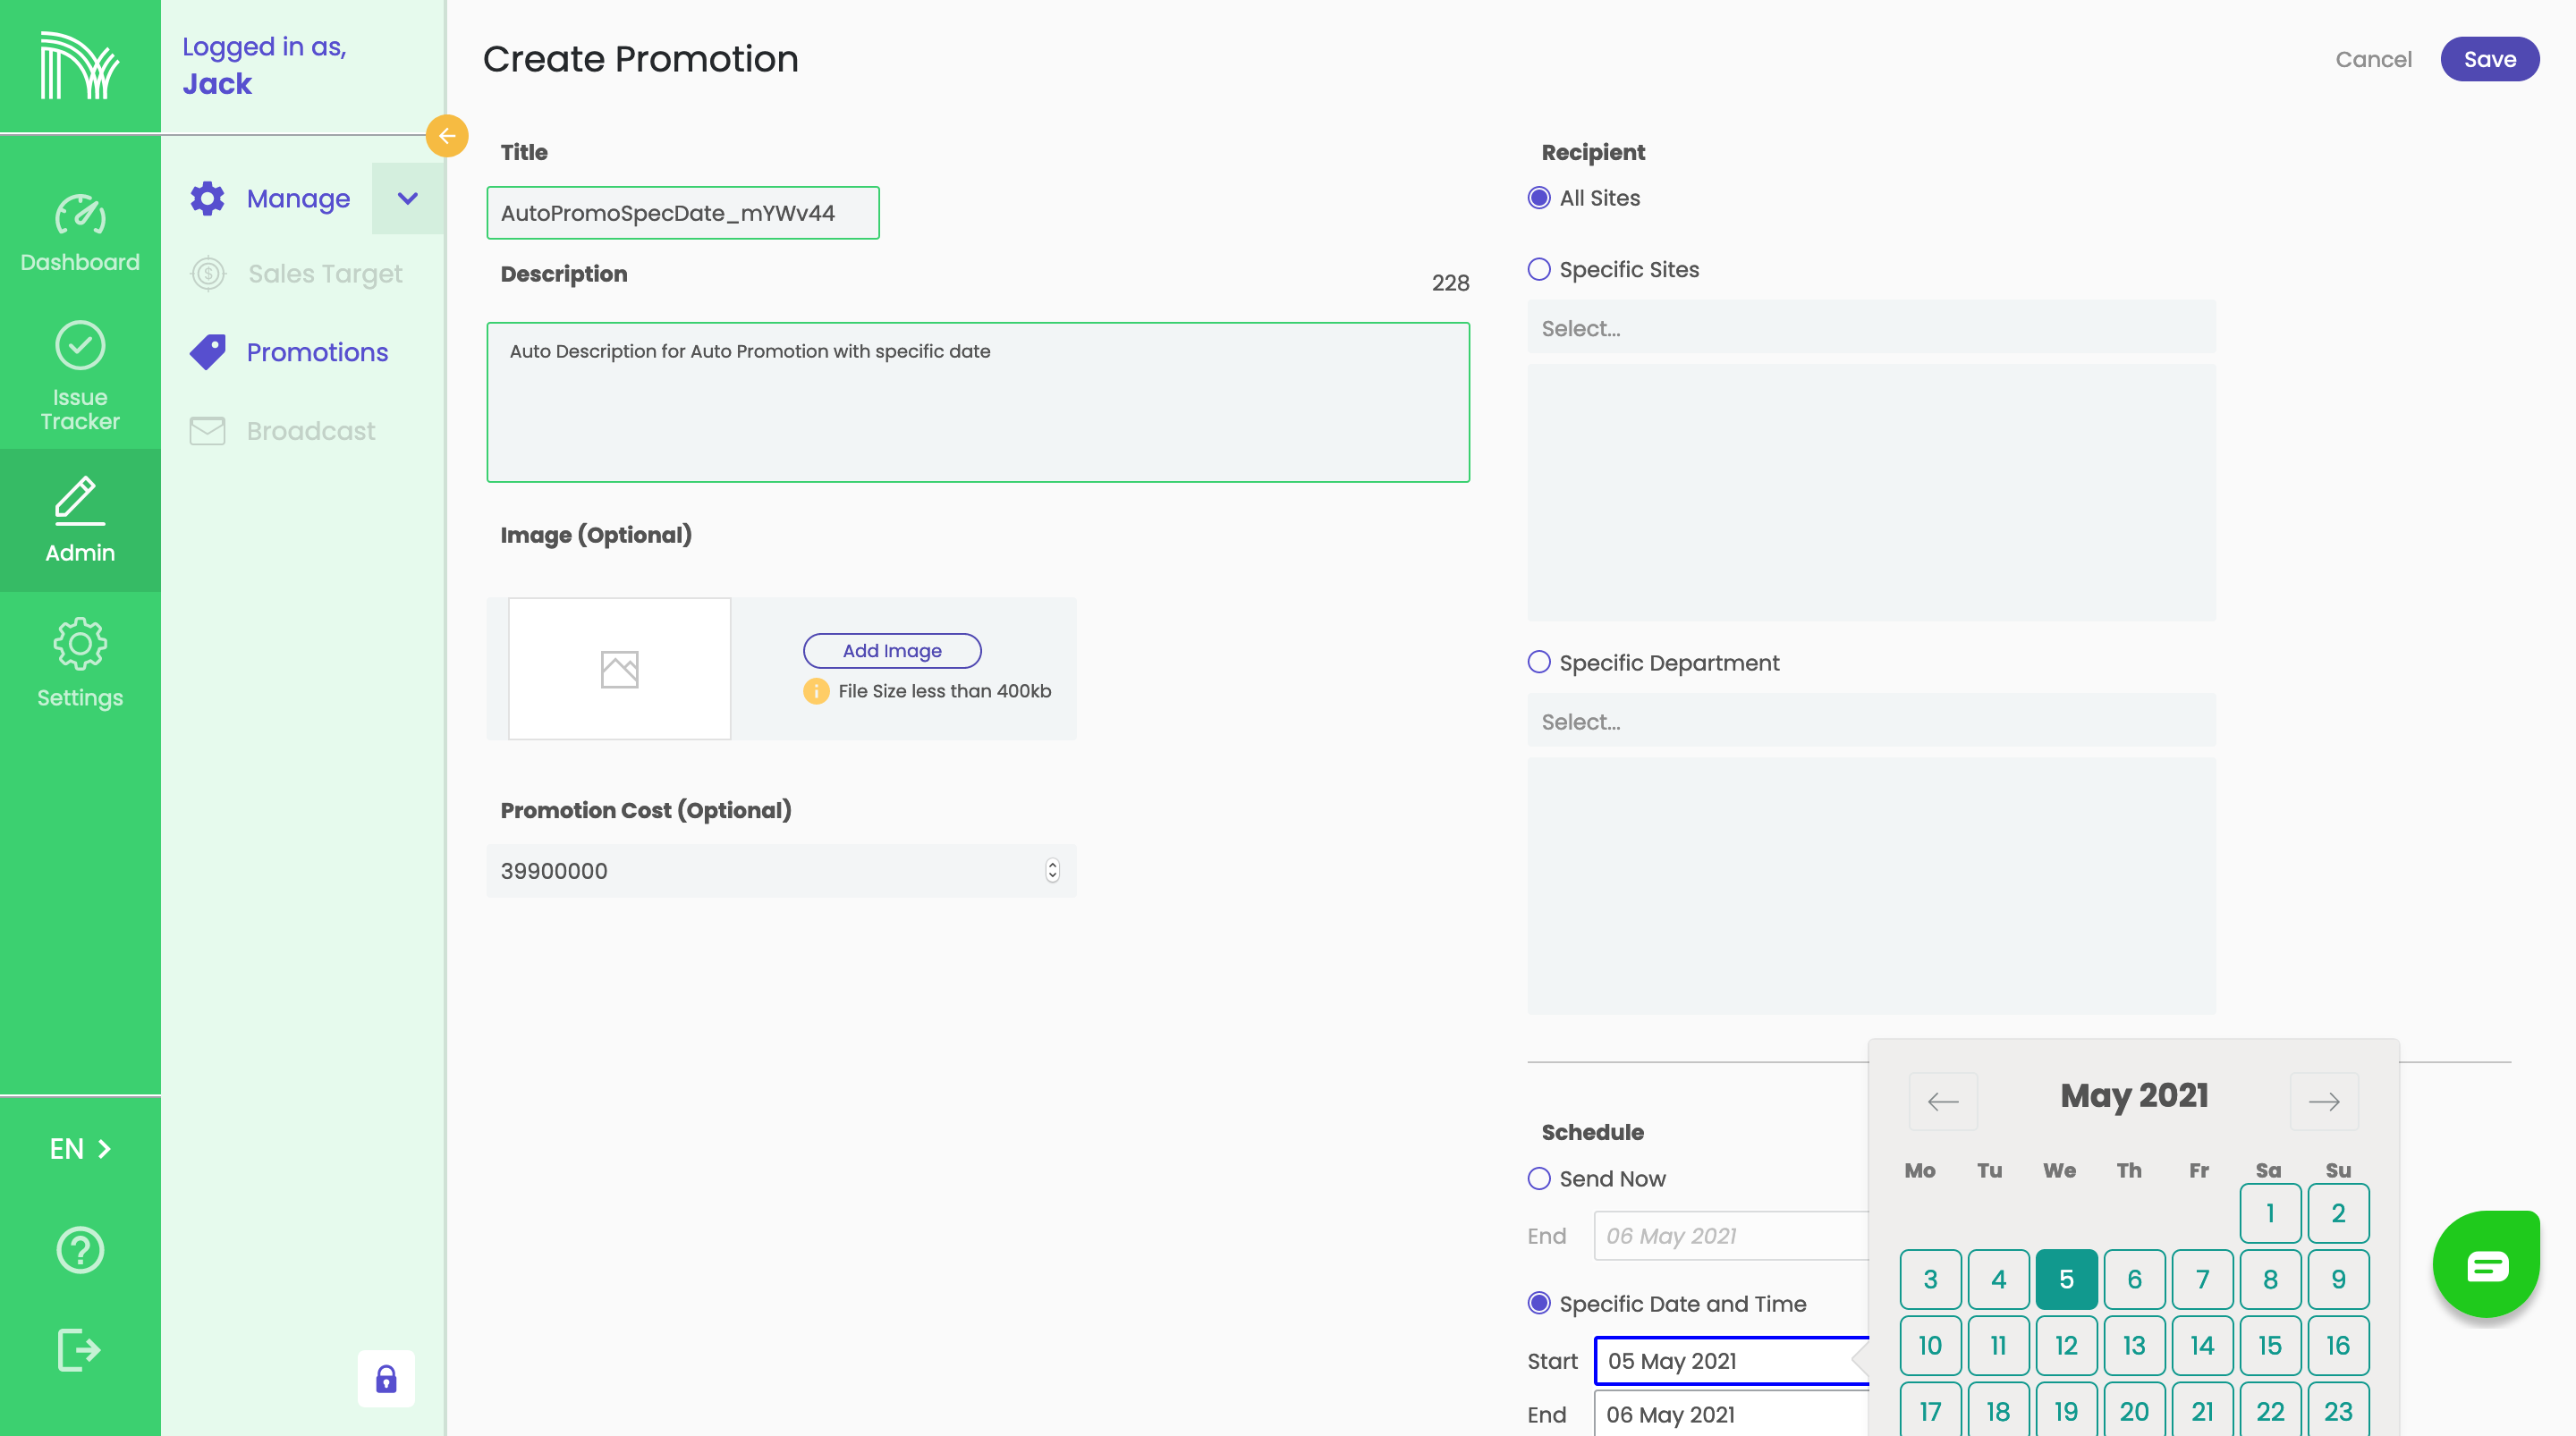 Logged in as,
Jack
Dashboard
Issue
Tracker
Admin
Settings
EN
Manage
Sales Target
Promotions
Broadcast
Create Promotion
Cancel
Save
Title
AutoPromoSpecDate_mYWv44
Description
228
Auto Description for Auto Promotion with specific date
Image (Optional)
Add Image
File Size less than 400kb
Promotion Cost (Optional)
39900000
Recipient
All Sites
Specific Sites
Select...
Specific Department
Select...
Schedule
Send Now
End 06 May 2021
Specific Date and Time
Start 05 May 2021
End 06 May 2021
May 2021
Mo Tu We Th Fr Sa Su
1 2
3 4 5 6 7 8 9
10 11 12 13 14 15 16
17 18 19 20 21 22 23